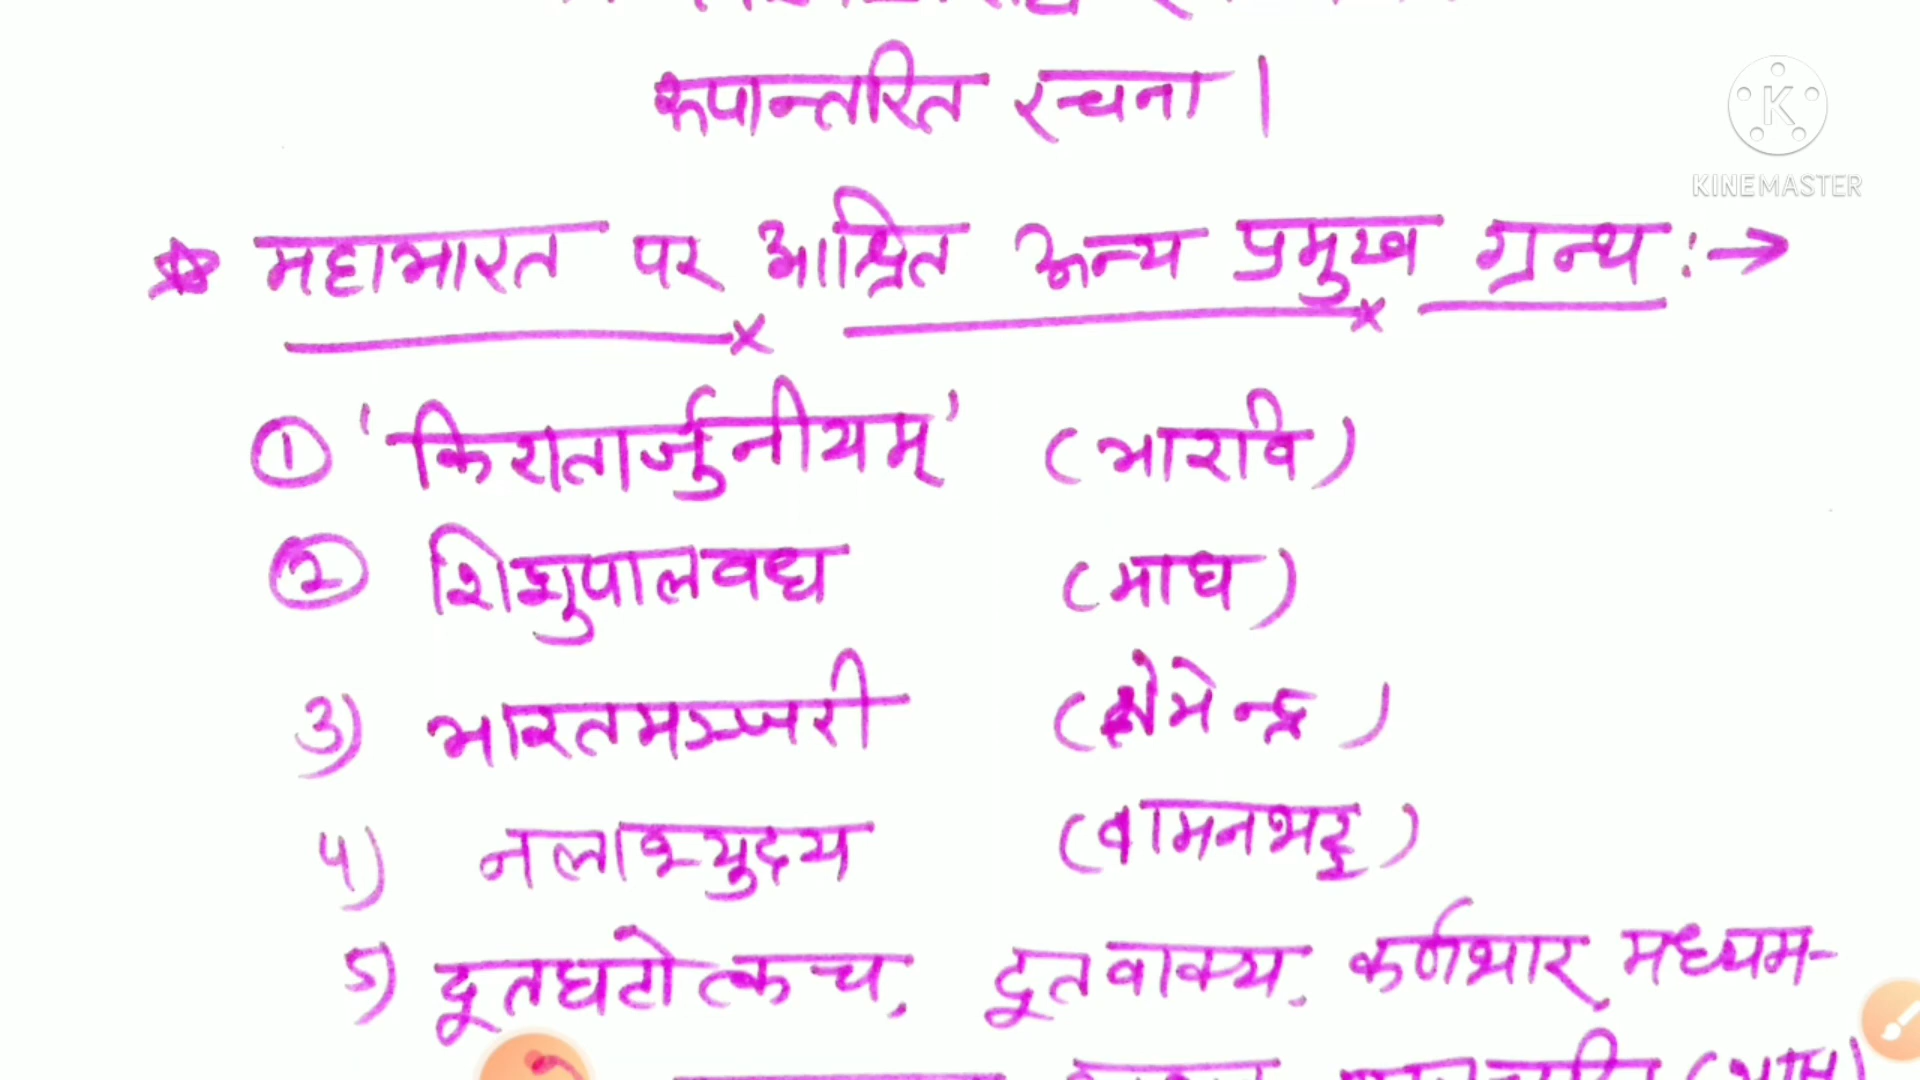 रूपान्तरित रचना।
K
KINEMASTER
महाभारत पर आश्रित अन्य प्रमुख ग्रन्थ :→
① 'किरातार्जुनीयम्' (भारवि)
② शिशुपालवध (माघ)
3) भारतमञ्जरी (क्षेमेन्द्र)
4) नलाभ्युदय (वामनभट्ट)
5) दूतघटोत्कच, दूतवाक्य, कर्णभार, मध्यम-
(भास)